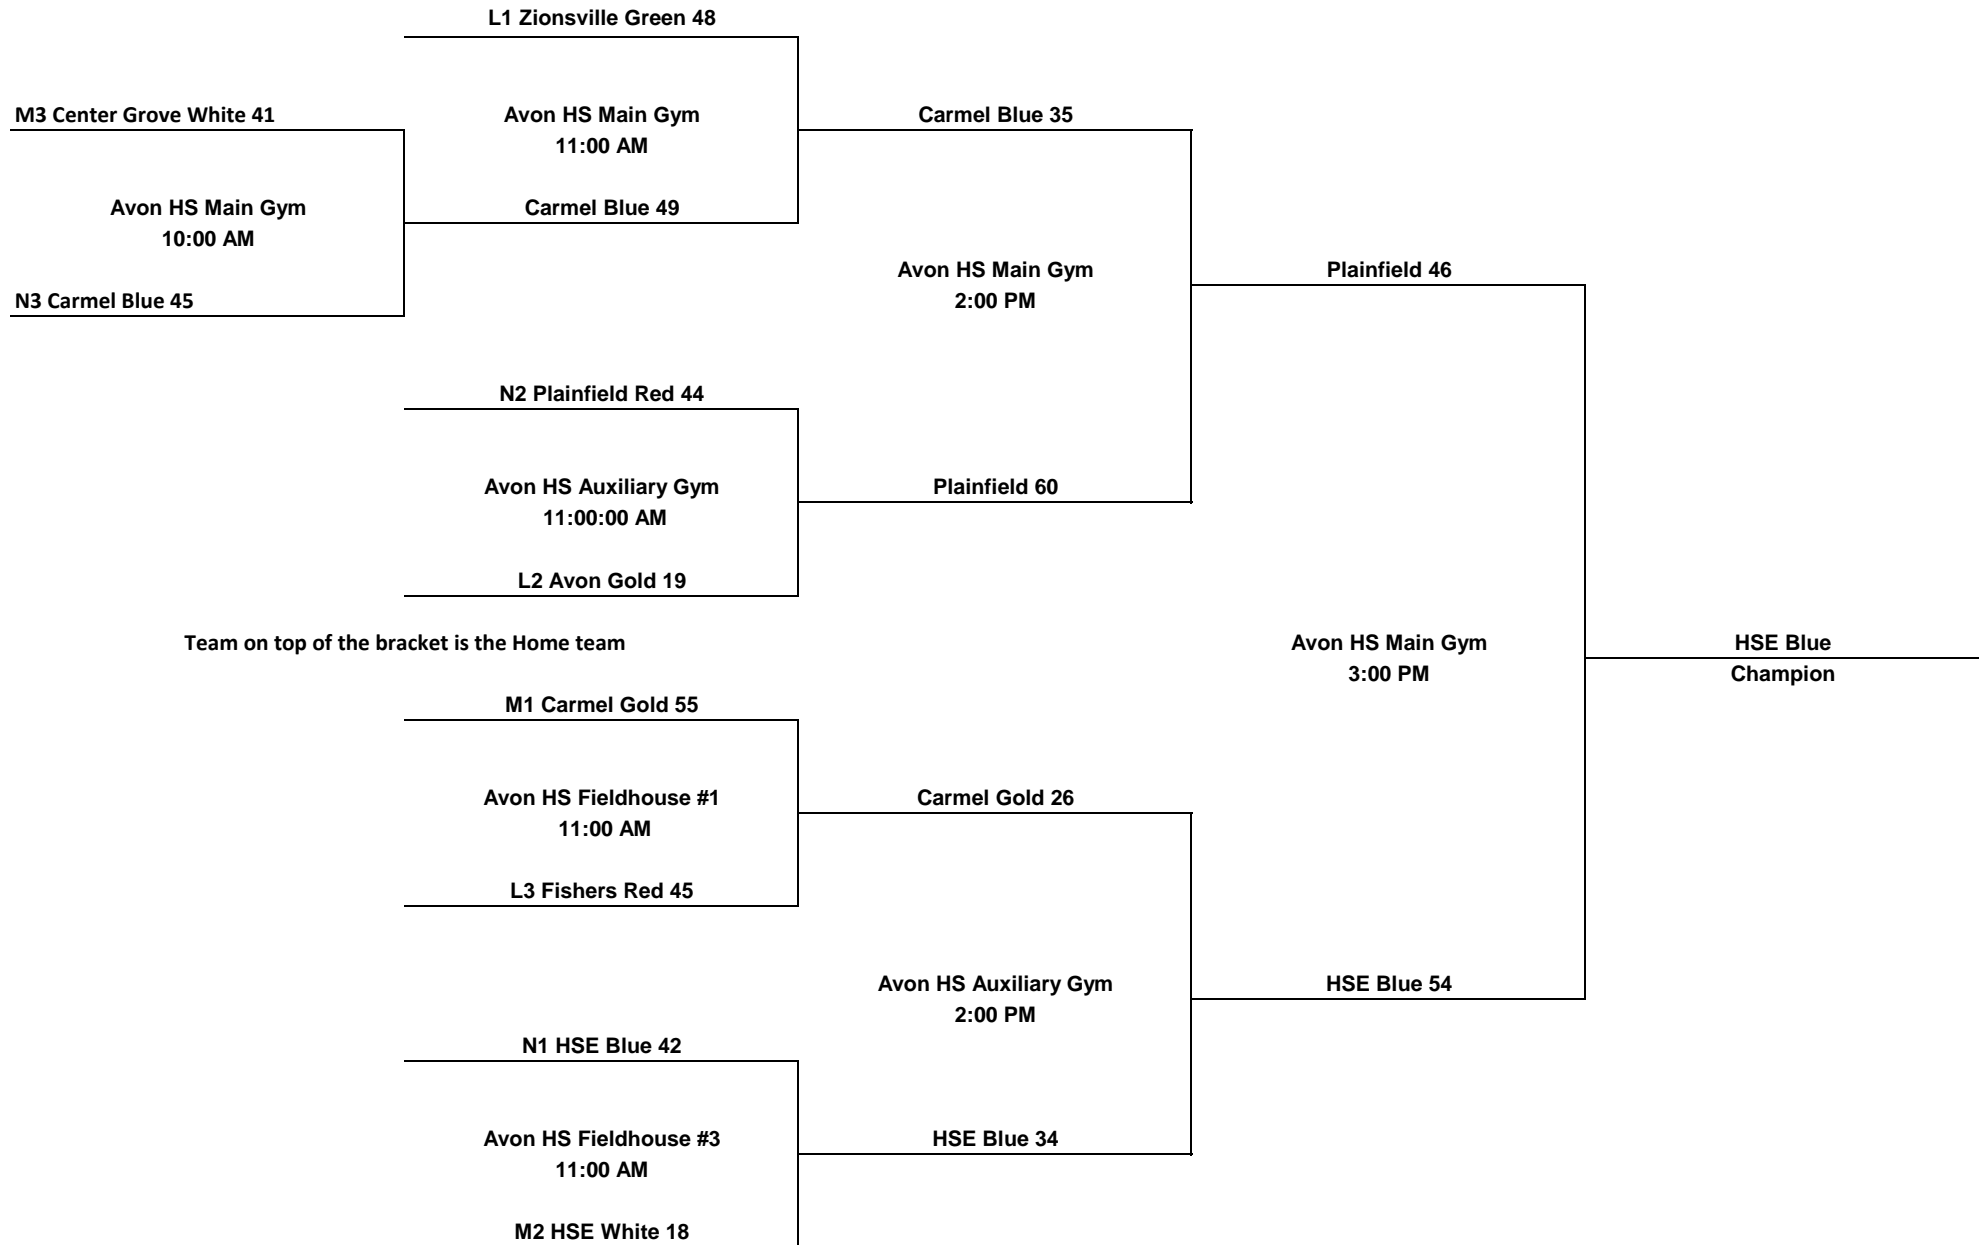 L1 Zionsville Green 48
M3 Center Grove White 41
Avon HS Main Gym
11:00 AM
Carmel Blue 35
Avon HS Main Gym
10:00 AM
Carmel Blue 49
N3 Carmel Blue 45
Avon HS Main Gym
2:00 PM
Plainfield 46
N2 Plainfield Red 44
Avon HS Auxiliary Gym
11:00:00 AM
Plainfield 60
L2 Avon Gold 19
Team on top of the bracket is the Home team
Avon HS Main Gym
3:00 PM
HSE Blue
Champion
M1 Carmel Gold 55
Avon HS Fieldhouse #1
11:00 AM
Carmel Gold 26
L3 Fishers Red 45
Avon HS Auxiliary Gym
2:00 PM
HSE Blue 54
N1 HSE Blue 42
Avon HS Fieldhouse #3
11:00 AM
HSE Blue 34
M2 HSE White 18